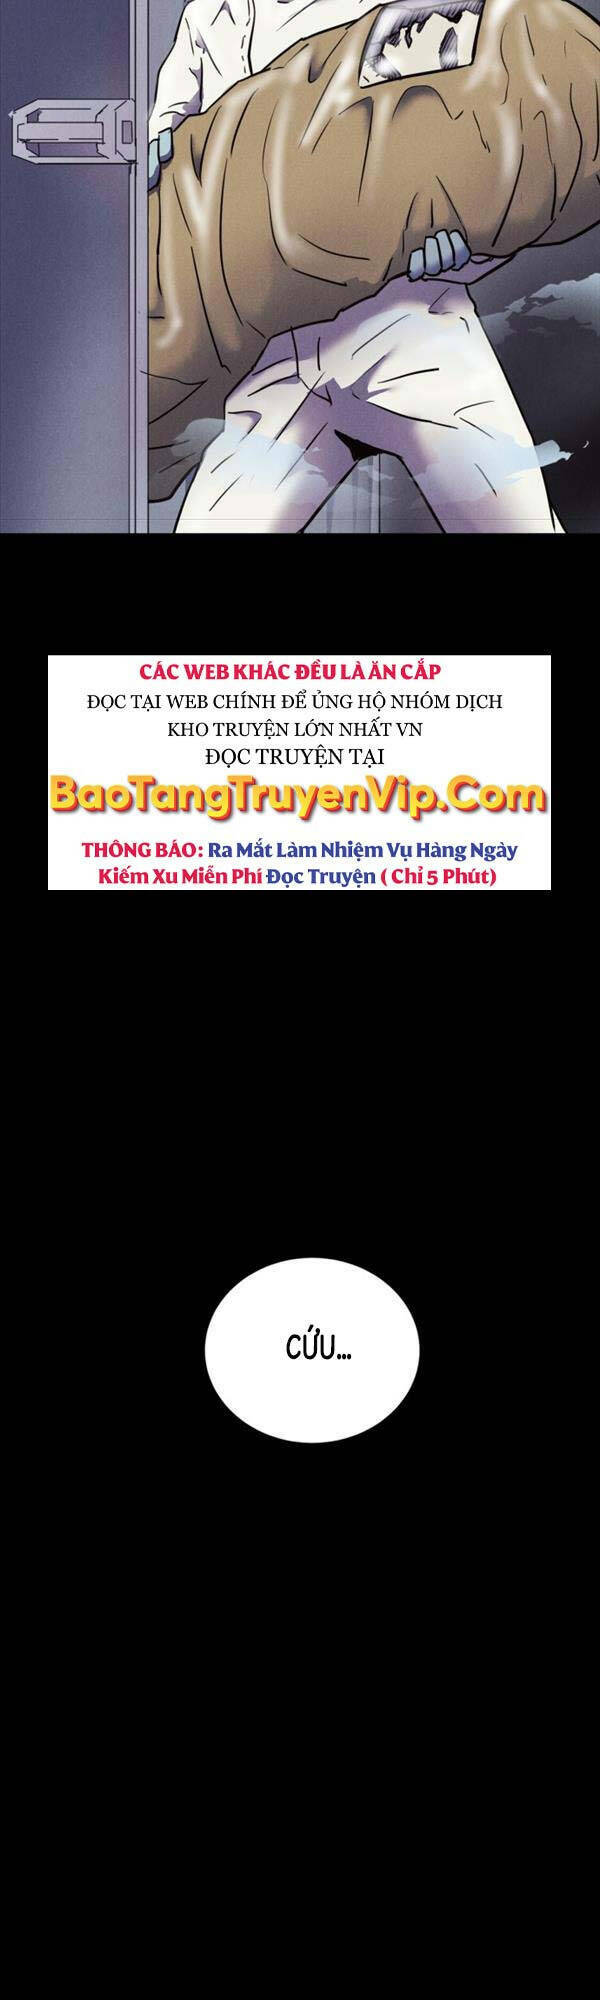 CÁC WEB KHÁC ĐỀU LÀ ĂN CẮP
ĐỌC TẠI WEB CHÍNH ĐỂ ỦNG HỘ NHÓM DỊCH
KHO TRUYỆN LỚN NHẤT VN
ĐỌC TRUYỆN TẠI
BaoTangTruyenVip.Com
THÔNG BÁO: Ra Mắt Làm Nhiệm Vụ Hàng Ngày
Kiếm Xu Miễn Phí Đọc Truyện ( Chỉ 5 Phút)
CỨU...